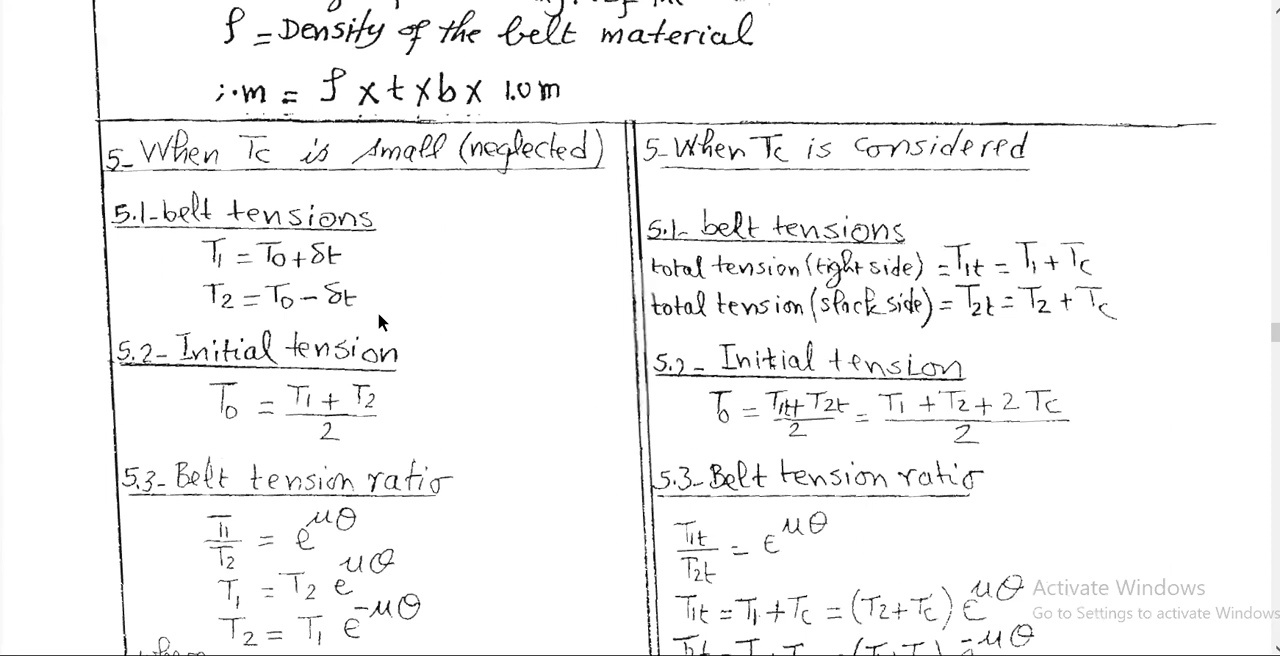 ρ = Density of the belt material
∴ m = ρ x t x b x 1.0 m
5- When Tc is small (neglected)
5.1- belt tensions
T1 = To + δt
T2 = To - δt
5.2- Initial tension
To = (T1 + T2) / 2
5.3- Belt tension ratio
T1 / T2 = e^μθ
T1 = T2 e^μθ
T2 = T1 e^-μθ
5- When Tc is considered
5.1- belt tensions
total tension (tight side) = T1t = T1 + Tc
total tension (slack side) = T2t = T2 + Tc
5.2- Initial tension
To = (T1t + T2t) / 2 = (T1 + T2 + 2 Tc) / 2
5.3- Belt tension ratio
T1t / T2t = e^μθ
T1t = T1 + Tc = (T2 + Tc) e^μθ
Activate Windows
Go to Settings to activate Windows